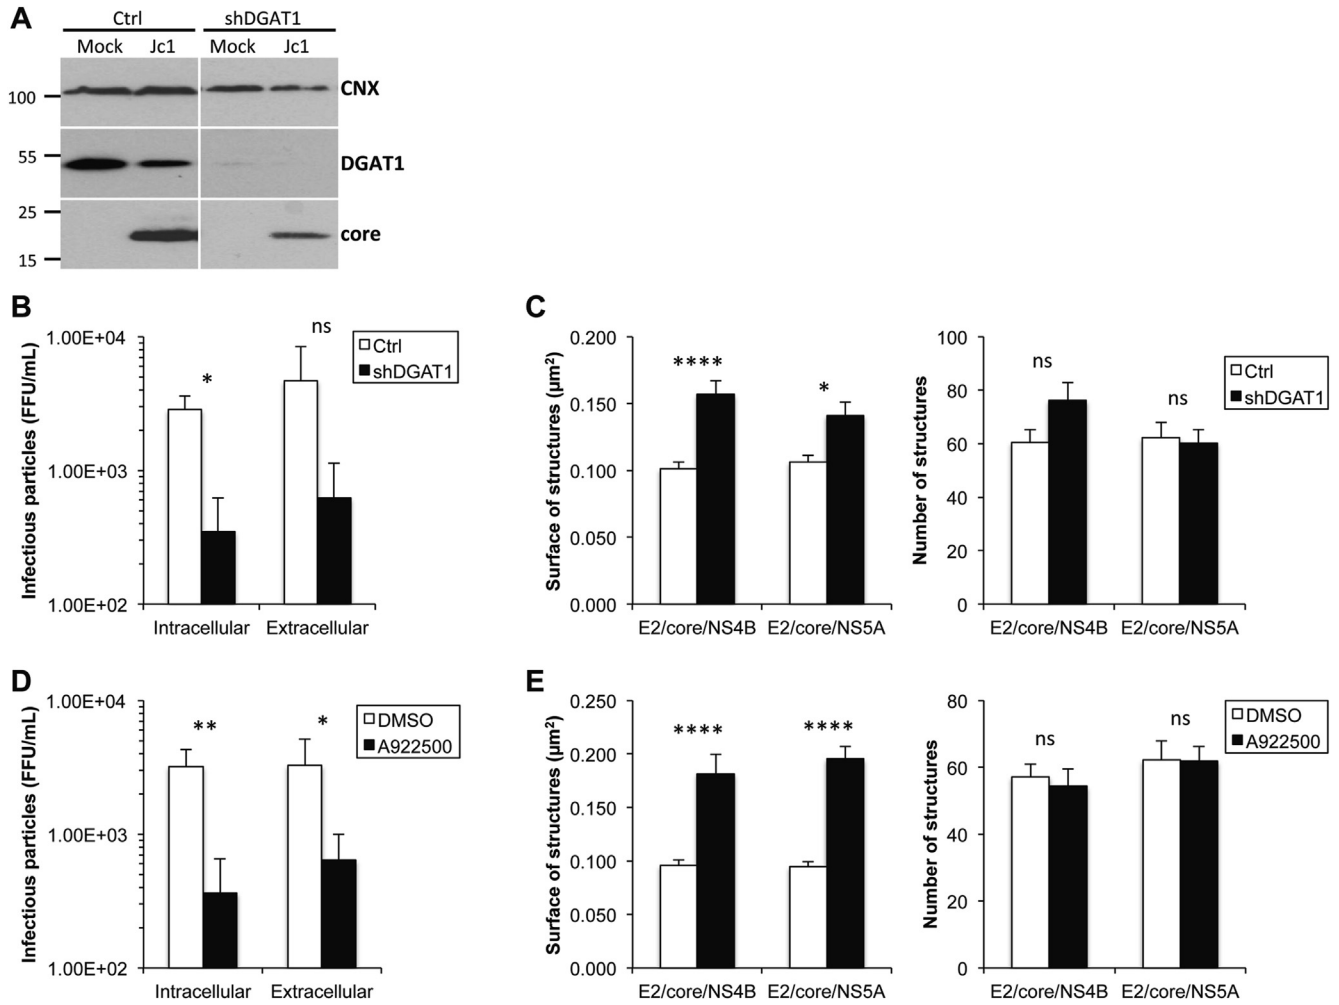 A
Ctrl shDGAT1
Mock Jc1 Mock Jc1
100 CNX
55 DGAT1
25
core
15
B
Infectious particles (FFU/mL)
1.00E+04
1.00E+03
1.00E+02
* ns
Ctrl
shDGAT1
Intracellular Extracellular
C
Surface of structures (µm²)
0.200
0.150
0.100
0.050
0.000
**** *
E2/core/NS4B E2/core/NS5A
Number of structures
100
80
60
40
20
0
ns ns
Ctrl
shDGAT1
E2/core/NS4B E2/core/NS5A
D
Infectious particles (FFU/mL)
1.00E+04
1.00E+03
1.00E+02
** *
DMSO
A922500
Intracellular Extracellular
E
Surface of structures (µm²)
0.250
0.200
0.150
0.100
0.050
0.000
**** ****
E2/core/NS4B E2/core/NS5A
Number of structures
80
60
40
20
0
ns ns
DMSO
A922500
E2/core/NS4B E2/core/NS5A